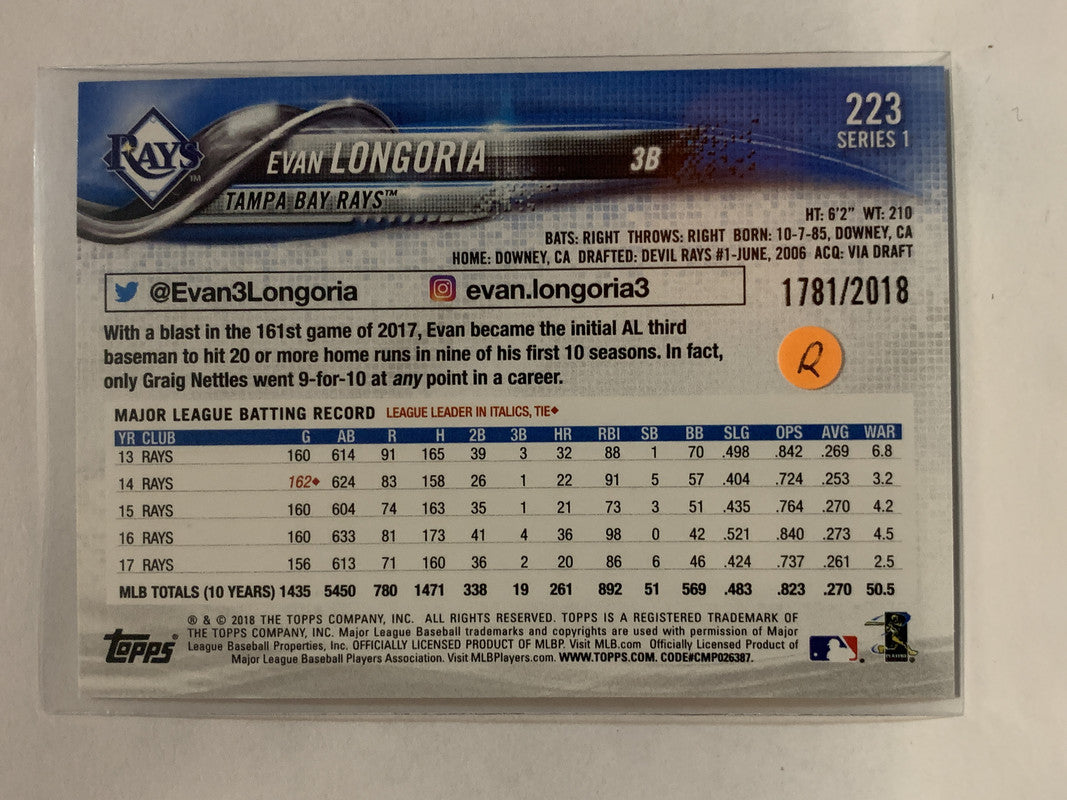 RAYS TM
EVAN LONGORIA 3B
TAMPA BAY RAYS™
223
SERIES 1
HT: 6'2" WT: 210
BATS: RIGHT THROWS: RIGHT BORN: 10-7-85, DOWNEY, CA
HOME: DOWNEY, CA DRAFTED: DEVIL RAYS #1-JUNE, 2006 ACQ: VIA DRAFT
@Evan3Longoria evan.longoria3
1781/2018
With a blast in the 161st game of 2017, Evan became the initial AL third
baseman to hit 20 or more home runs in nine of his first 10 seasons. In fact,
only Graig Nettles went 9-for-10 at any point in a career.
R
MAJOR LEAGUE BATTING RECORD LEAGUE LEADER IN ITALICS, TIE◆
YR CLUB G AB R H 2B 3B HR RBI SB BB SLG OPS AVG WAR
13 RAYS 160 614 91 165 39 3 32 88 1 70 .498 .842 .269 6.8
14 RAYS 162◆ 624 83 158 26 1 22 91 5 57 .404 .724 .253 3.2
15 RAYS 160 604 74 163 35 1 21 73 3 51 .435 .764 .270 4.2
16 RAYS 160 633 81 173 41 4 36 98 0 42 .521 .840 .273 4.5
17 RAYS 156 613 71 160 36 2 20 86 6 46 .424 .737 .261 2.5
MLB TOTALS (10 YEARS) 1435 5450 780 1471 338 19 261 892 51 569 .483 .823 .270 50.5
topps®
® & © 2018 THE TOPPS COMPANY, INC. ALL RIGHTS RESERVED. TOPPS IS A REGISTERED TRADEMARK OF
THE TOPPS COMPANY, INC. Major League Baseball trademarks and copyrights are used with permission of Major
League Baseball Properties, Inc. OFFICIALLY LICENSED PRODUCT OF MLBP. Visit MLB.com Officially Licensed Product of
Major League Baseball Players Association. Visit MLBPlayers.com. WWW.TOPPS.COM. CODE#CMP026387.